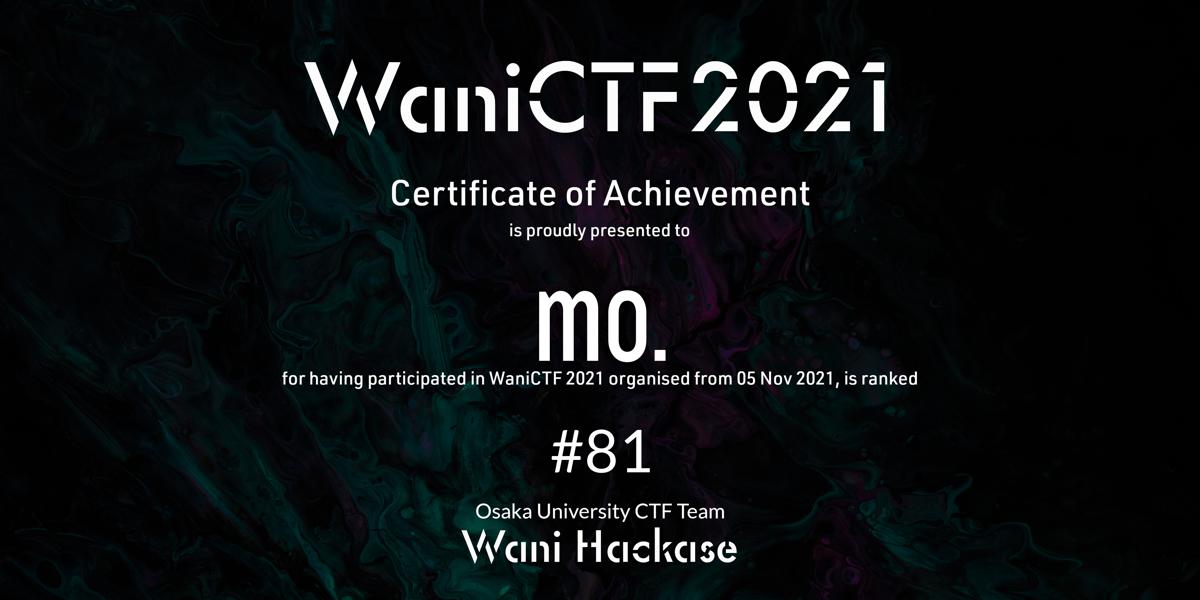 WaniCTF2021
Certificate of Achievement
is proudly presented to
mo.
for having participated in WaniCTF 2021 organised from 05 Nov 2021, is ranked
#81
Osaka University CTF Team
Wani Hackase